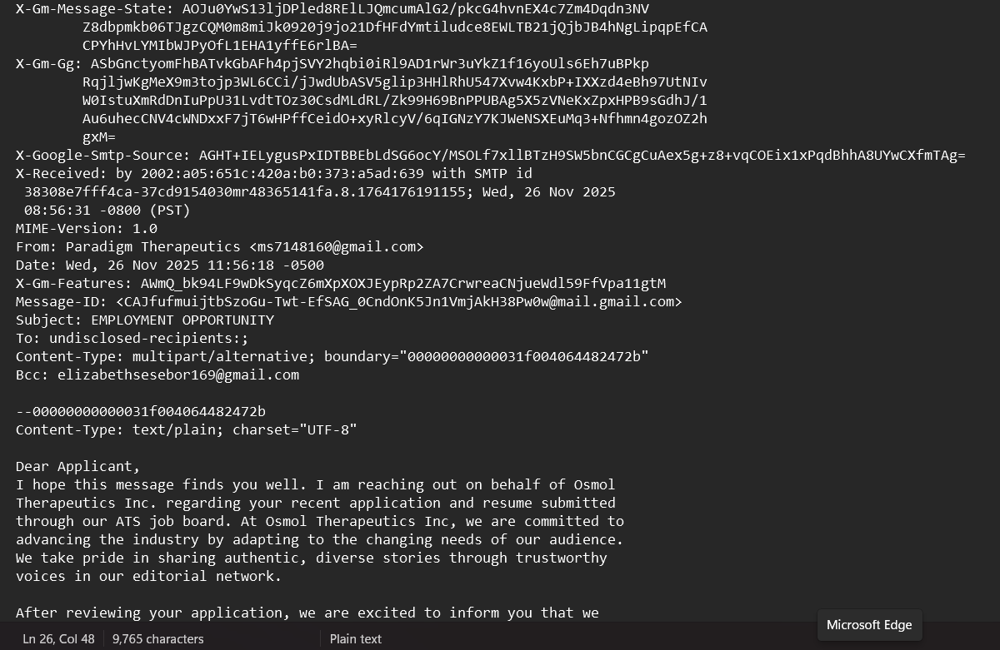 X-Gm-Message-State: AOJu0YwS13ljDPled8RElLJQmcumAlG2/pkcG4hvnEX4c7Zm4Dqdn3NV
Z8dbpmkb06TJgzCQM0m8miJk0920j9jo21DfHFdYmtiludce8EWLTB21jQjbJB4hNgLipqpEfCA
CPYhHvLYMIbWJPyOfL1EHA1yffE6rlBA=
X-Gm-Gg: ASbGnctyomFhBATvkGbAFh4pjSVY2hqbi0iRl9AD1rWr3uYkZ1f16yoUls6Eh7uBPkp
RqjljwKgMeX9m3tojp3WL6CCi/jJwdUbASV5glip3HHlRhU547Xvw4KxbP+IXXzd4eBh97UtNIv
W0IstuXmRdDnIuPpU31LvdtTOz30CsdMLdRL/Zk99H69BnPPUBAg5X5zVNeKxZpxHPB9sGdhJ/1
Au6uhecCNV4cWNDxxF7jT6wHPffCeidO+xyRlcyV/6qIGNzY7KJWeNSXEuMq3+Nfhmn4gozOZ2h
gxM=
X-Google-Smtp-Source: AGHT+IELygusPxIDTBBEbLdSG6ocY/MSOLf7xllBTzH9SW5bnCGCgCuAex5g+z8+vqCOEix1xPqdBhhA8UYwCXfmTAg=
X-Received: by 2002:a05:651c:420a:b0:373:a5ad:639 with SMTP id
38308e7fff4ca-37cd9154030mr48365141fa.8.1764176191155; Wed, 26 Nov 2025
08:56:31 -0800 (PST)
MIME-Version: 1.0
From: Paradigm Therapeutics <ms7148160@gmail.com>
Date: Wed, 26 Nov 2025 11:56:18 -0500
X-Gm-Features: AWmQ_bk94LF9wDkSyqcZ6mXpXOXJEypRp2ZA7CrwreaCNjueWdl59FfVpa11gtM
Message-ID: <CAJfufmuijtbSzoGu-Twt-EfSAG_0CndOnK5Jn1VmjAkH38Pw0w@mail.gmail.com>
Subject: EMPLOYMENT OPPORTUNITY
To: undisclosed-recipients:;
Content-Type: multipart/alternative; boundary="00000000000031f004064482472b"
Bcc: elizabethsesebor169@gmail.com

--00000000000031f004064482472b
Content-Type: text/plain; charset="UTF-8"

Dear Applicant,
I hope this message finds you well. I am reaching out on behalf of Osmol
Therapeutics Inc. regarding your recent application and resume submitted
through our ATS job board. At Osmol Therapeutics Inc, we are committed to
advancing the industry by adapting to the changing needs of our audience.
We take pride in sharing authentic, diverse stories through trustworthy
voices in our editorial network.

After reviewing your application, we are excited to inform you that we
Microsoft Edge
Ln 26, Col 48
9,765 characters
Plain text